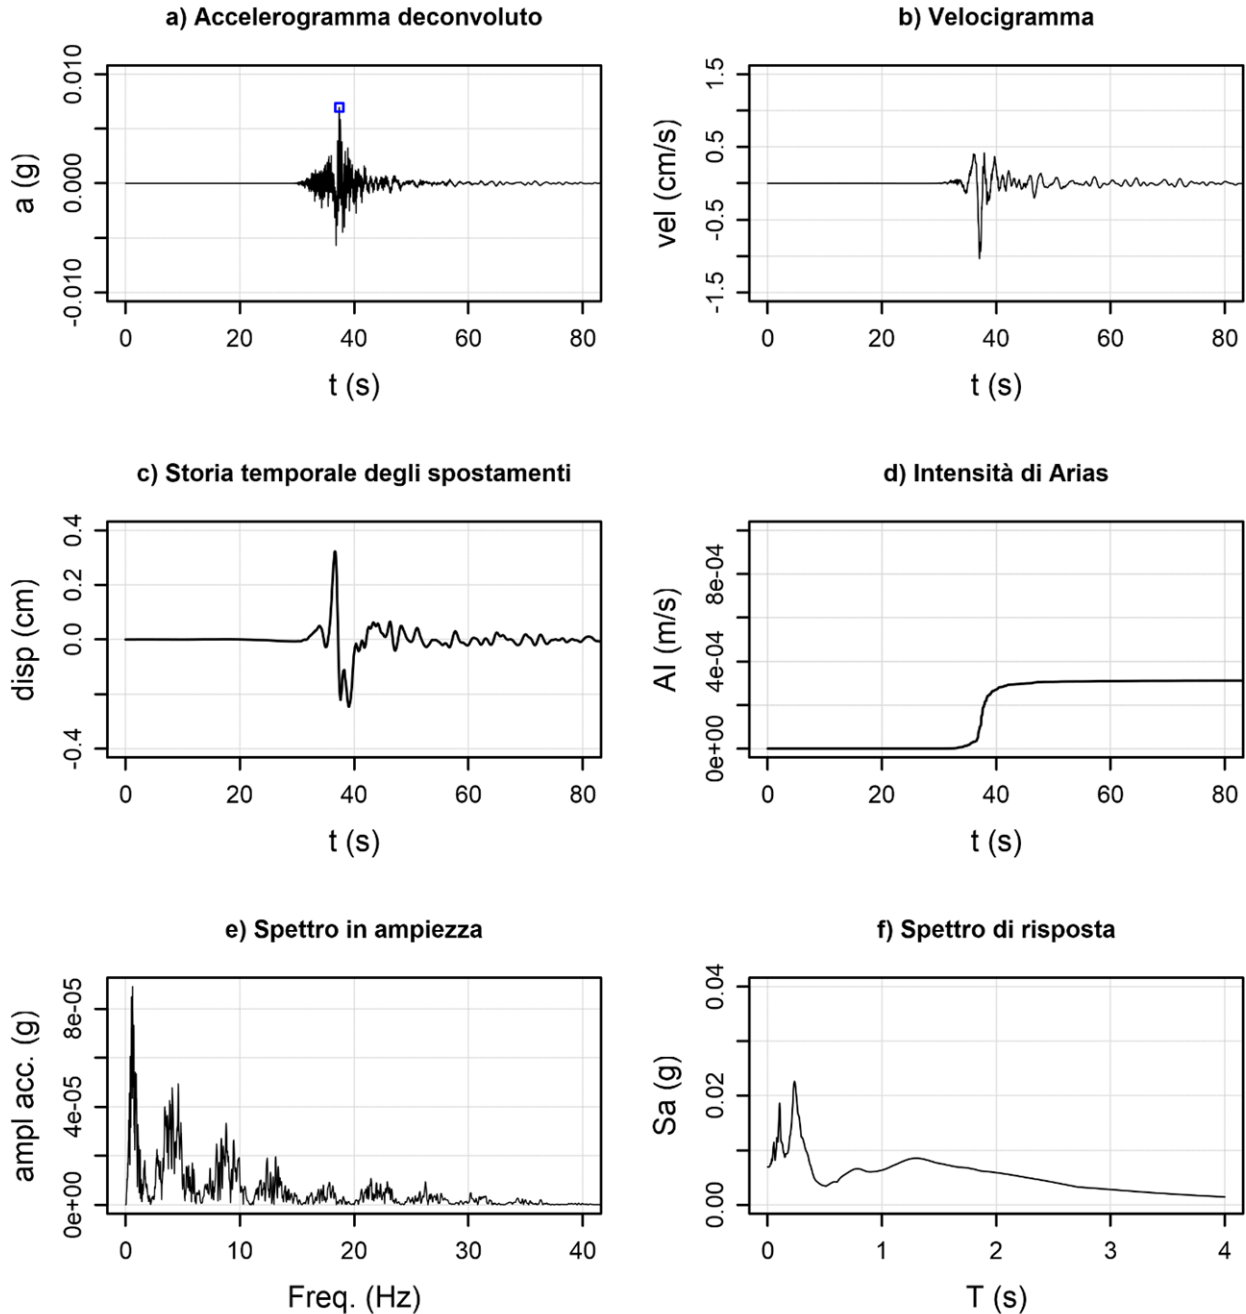 a) Accelerogramma deconvoluto
a (g)
0.010
0.000
-0.010
0 20 40 60 80
t (s)
b) Velocigramma
vel (cm/s)
1.5
0.5
-0.5
-1.5
0 20 40 60 80
t (s)
c) Storia temporale degli spostamenti
disp (cm)
0.4
0.2
0.0
-0.4
0 20 40 60 80
t (s)
d) Intensità di Arias
AI (m/s)
8e-04
4e-04
0e+00
0 20 40 60 80
t (s)
e) Spettro in ampiezza
ampl acc. (g)
8e-05
4e-05
0e+00
0 10 20 30 40
Freq. (Hz)
f) Spettro di risposta
Sa (g)
0.04
0.02
0.00
0 1 2 3 4
T (s)